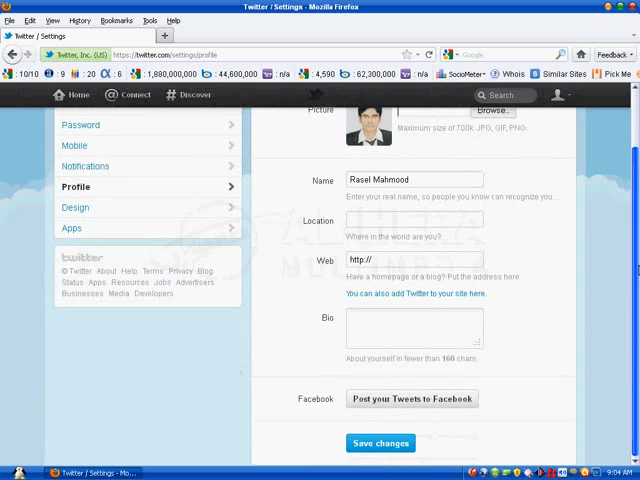 Twitter / Settings - Mozilla Firefox
File Edit View History Bookmarks Tools Help
Twitter / Settings
Twitter, Inc. (US) https://twitter.com/settings/profile Google Feedback
: 10/10 : 9 : 20 : 6 : 1,880,000,000 : 44,600,000 : n/a : 4,590 : 62,300,000 : n/a SocioMeter Whois Similar Sites Pick Me
Home Connect Discover Search
Password
Mobile
Notifications
Profile
Design
Apps
twitter
© Twitter About Help Terms Privacy Blog
Status Apps Resources Jobs Advertisers
Businesses Media Developers
Picture Browse..
Maximum size of 700k. JPG, GIF, PNG.
Name Rasel Mahmood
Enter your real name, so people you know can recognize you.
Location
Where in the world are you?
Web http://
Have a homepage or a blog? Put the address here
You can also add Twitter to your site here.
Bio
About yourself in fewer than 160 chars.
Facebook Post your Tweets to Facebook
Save changes
Twitter / Settings - Mo... 9:04 AM